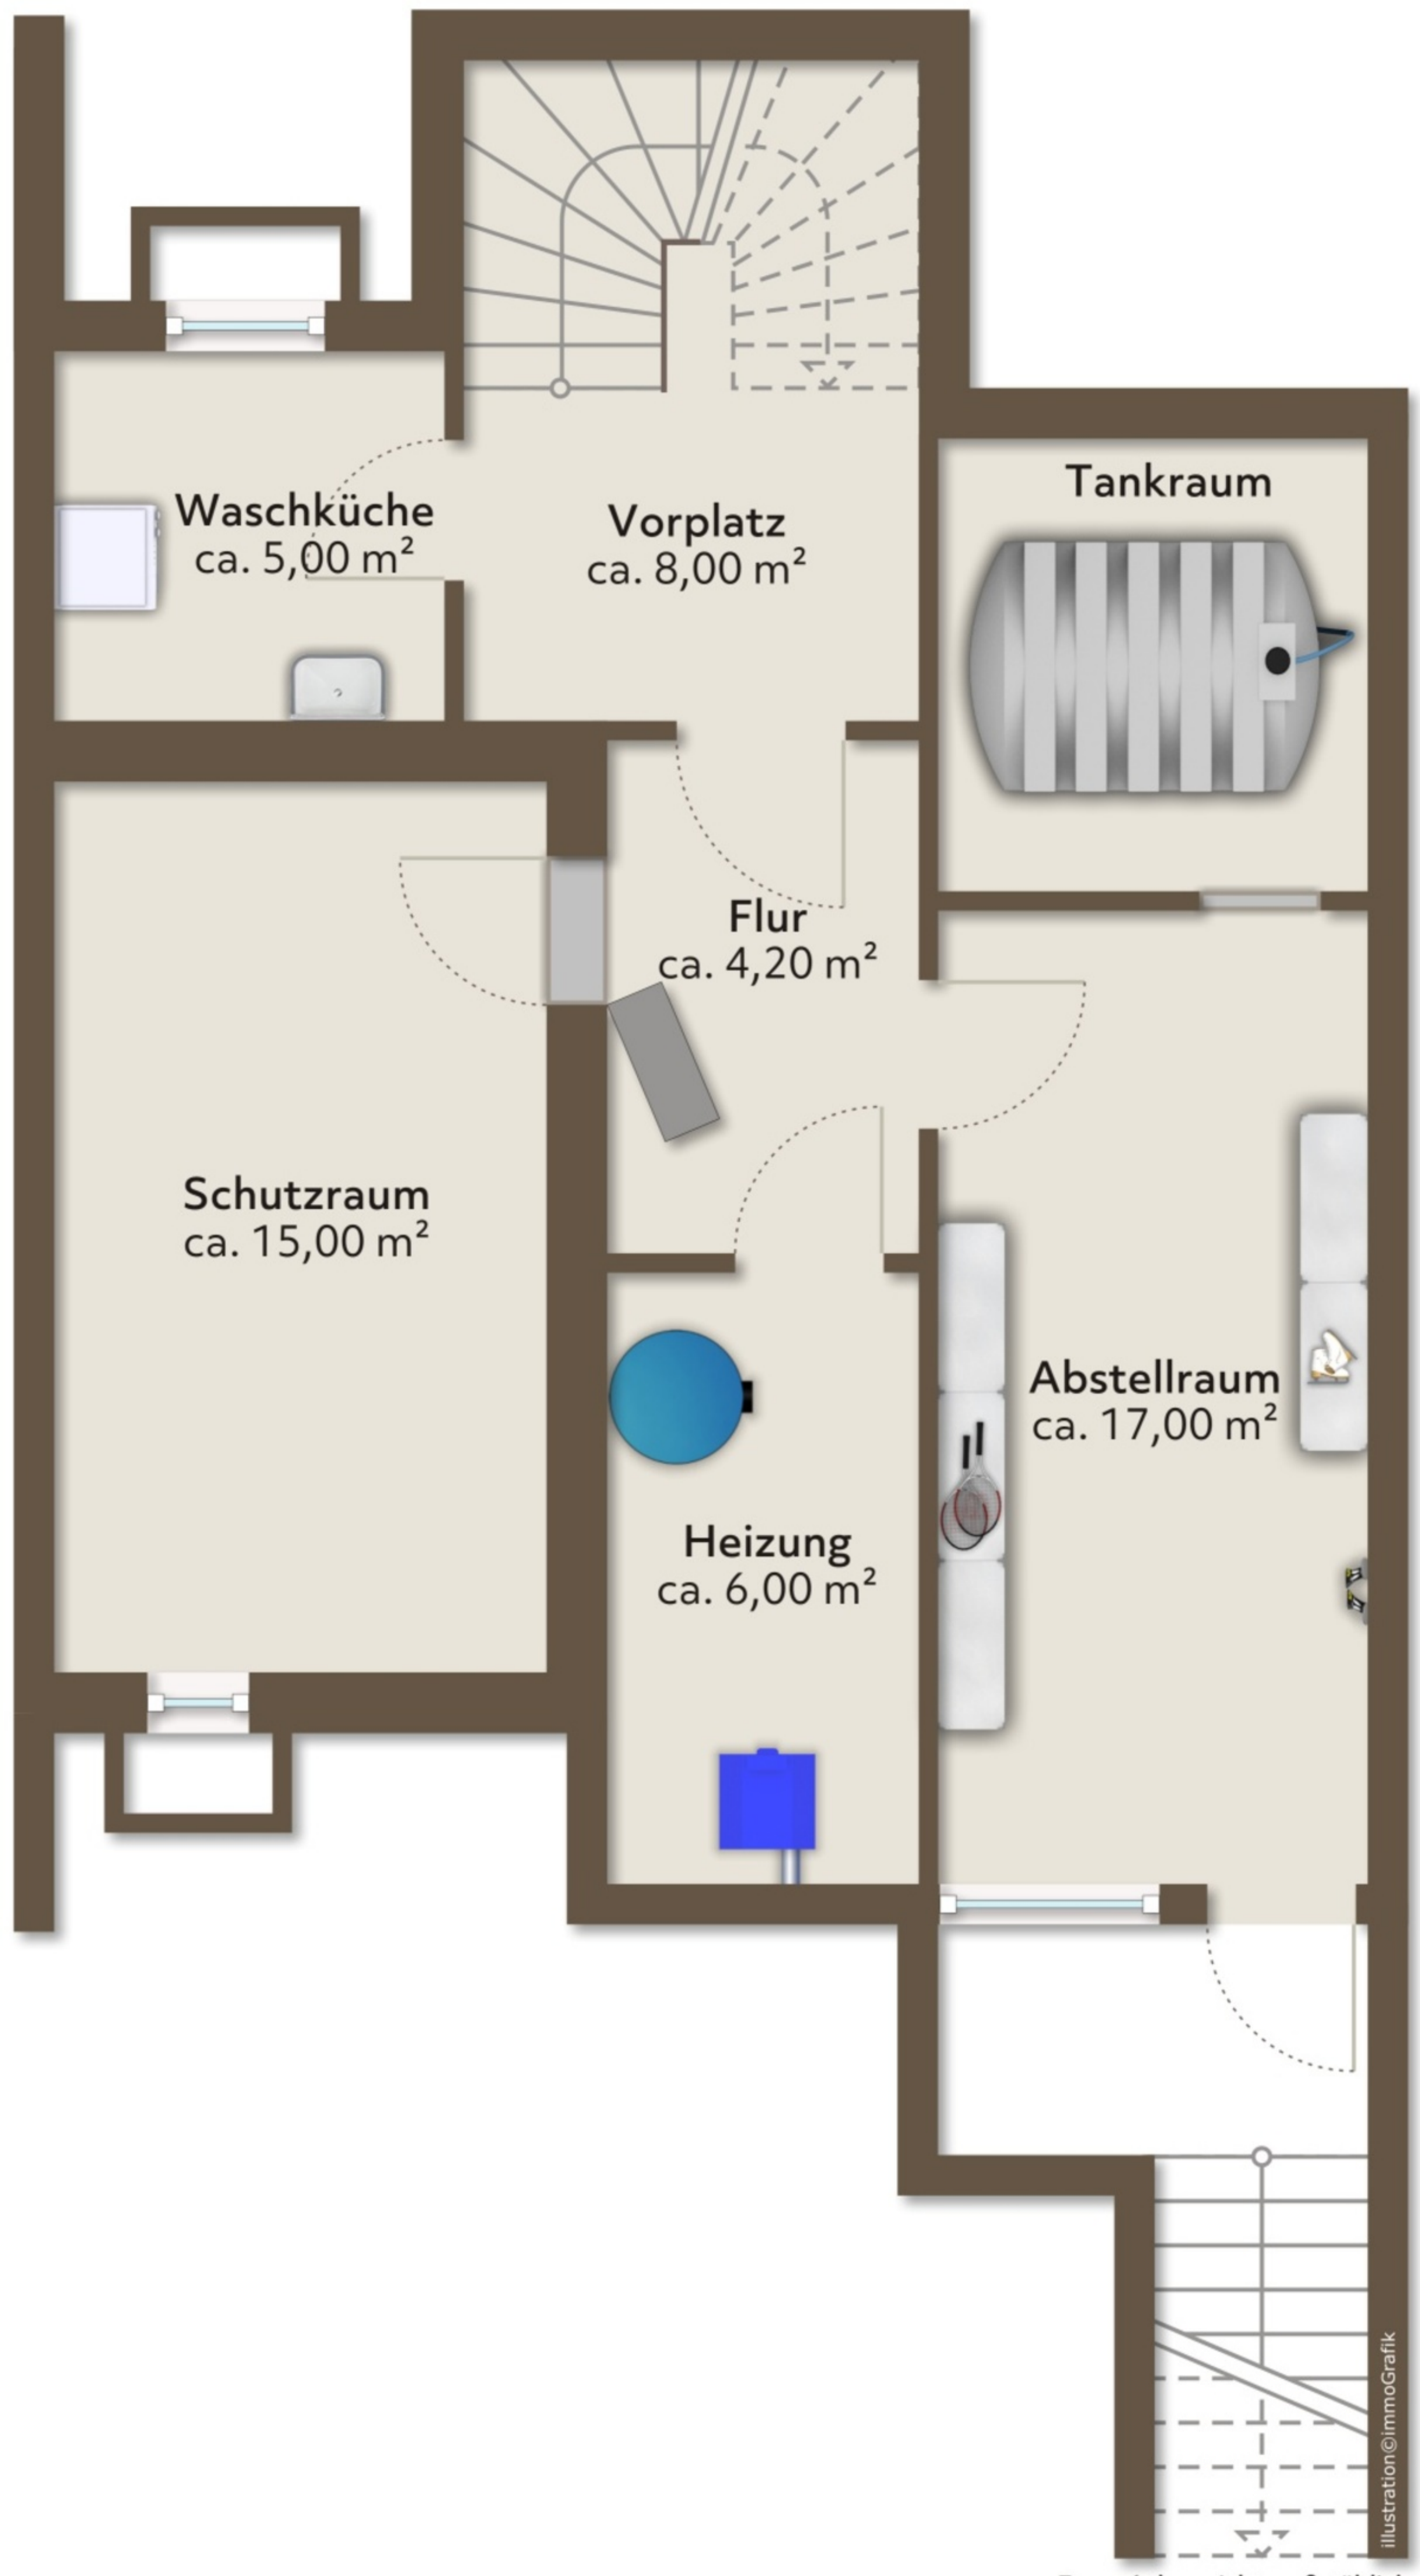 Tankraum
Waschküche
ca. 5,00 m²
Vorplatz
ca. 8,00 m²
Flur
ca. 4,20 m²
Schutzraum
ca. 15,00 m²
Abstellraum
ca. 17,00 m²
Heizung
ca. 6,00 m²
illustration©immoGrafik